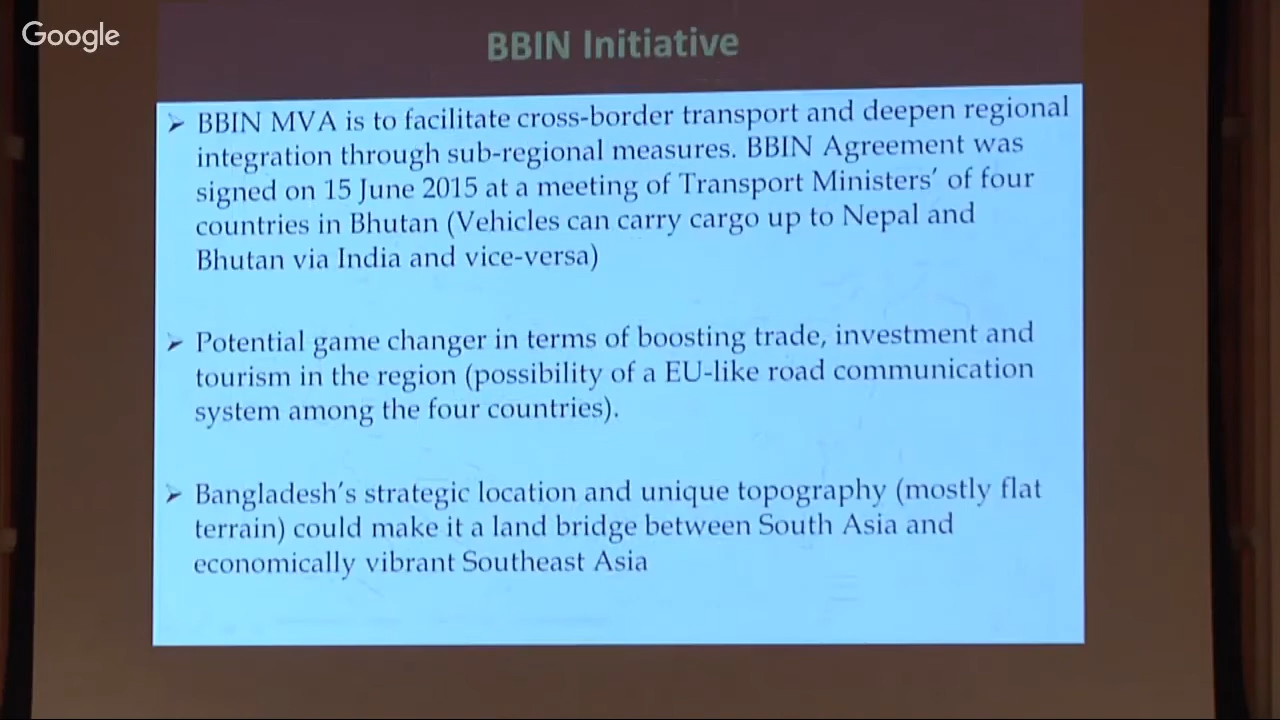 Google
BBIN Initiative
➢ BBIN MVA is to facilitate cross-border transport and deepen regional
integration through sub-regional measures. BBIN Agreement was
signed on 15 June 2015 at a meeting of Transport Ministers’ of four
countries in Bhutan (Vehicles can carry cargo up to Nepal and
Bhutan via India and vice-versa)
➢ Potential game changer in terms of boosting trade, investment and
tourism in the region (possibility of a EU-like road communication
system among the four countries).
➢ Bangladesh’s strategic location and unique topography (mostly flat
terrain) could make it a land bridge between South Asia and
economically vibrant Southeast Asia